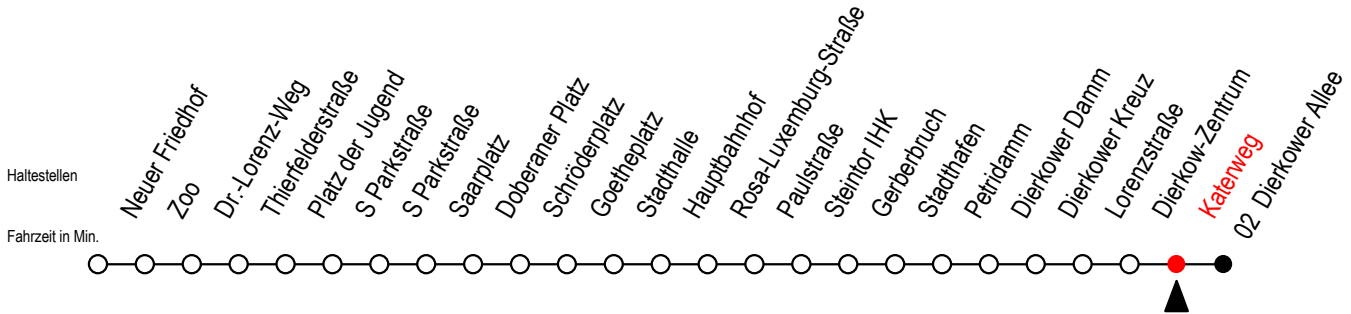 Haltestellen
Fahrzeit in Min.
Neuer Friedhof
Zoo
Dr.-Lorenz-Weg
Thierfelderstraße
Platz der Jugend
S Parkstraße
S Parkstraße
Saarplatz
Doberaner Platz
Schröderplatz
Goetheplatz
Stadthalle
Hauptbahnhof
Rosa-Luxemburg-Straße
Paulstraße
Steintor IHK
Gerberbruch
Stadthafen
Petridamm
Dierkower Damm
Dierkower Kreuz
Lorenzstraße
Dierkow-Zentrum
Katerweg
02 Dierkower Allee